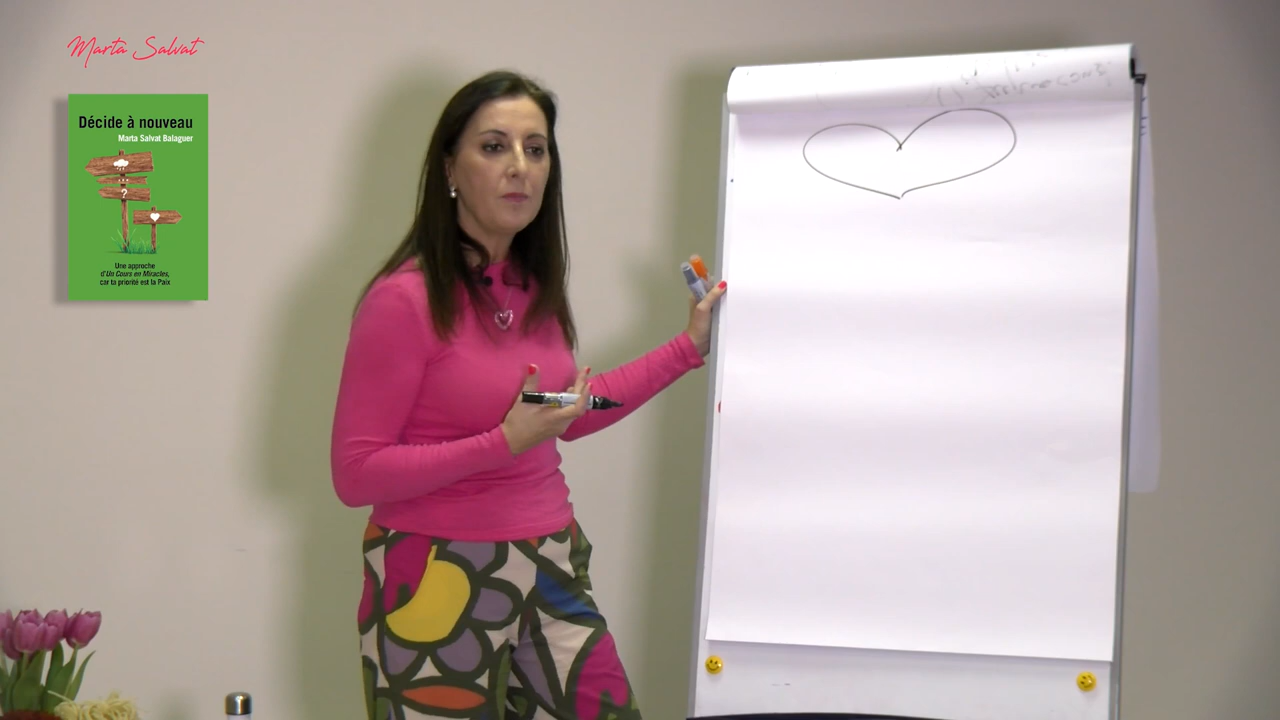 Marta Salvat
Décide à nouveau
Marta Salvat Balaguer
?
Une approche
d'Un Cours en Miracles,
car ta priorité est la Paix